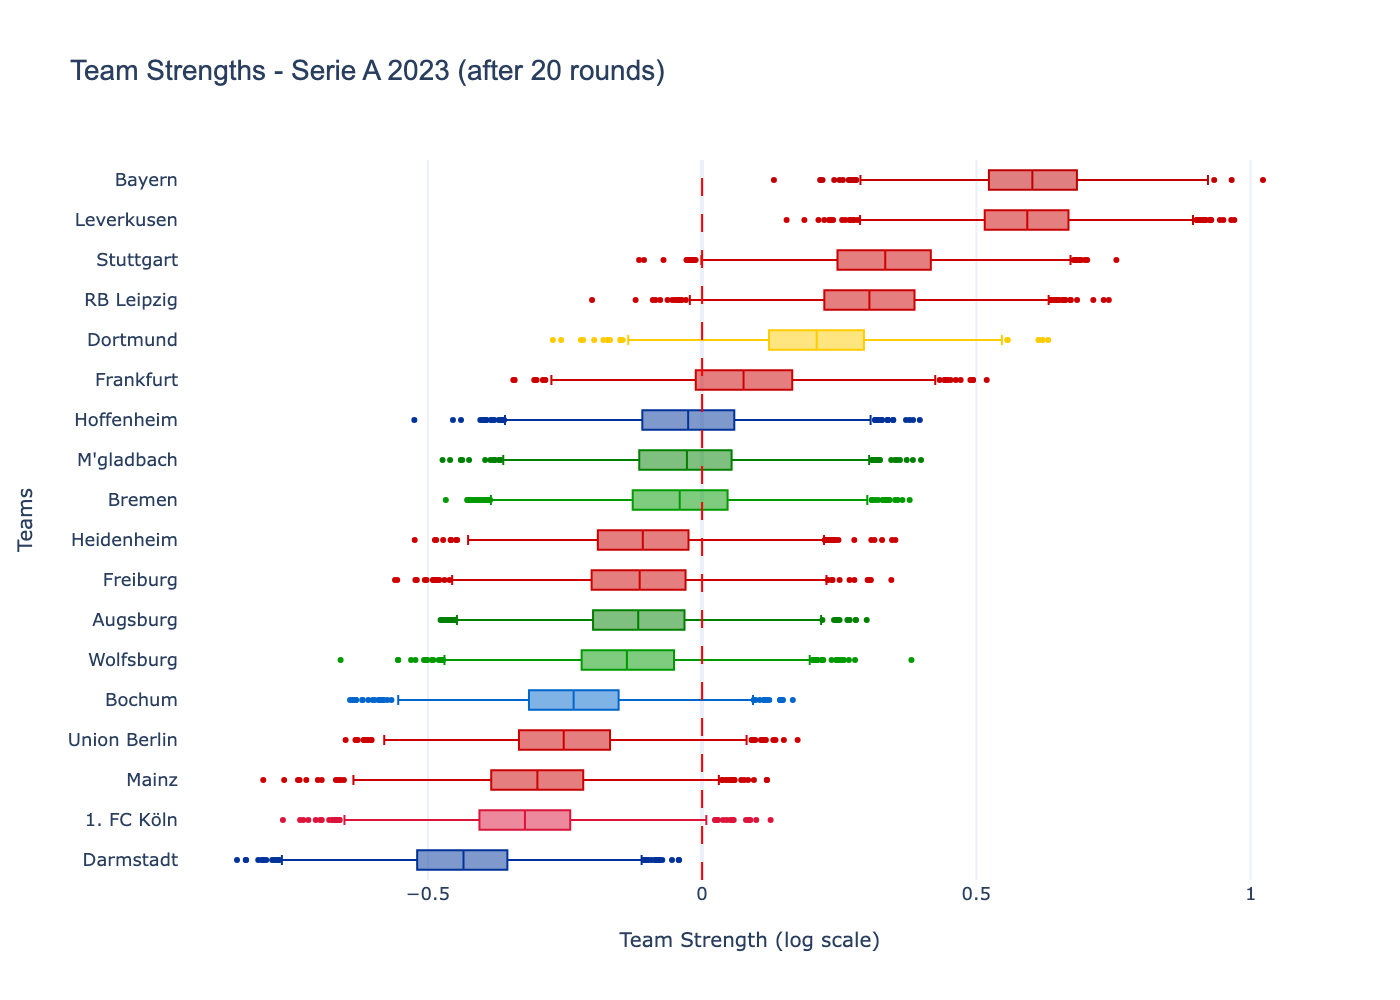 Team Strengths - Serie A 2023 (after 20 rounds)
Teams
Bayern
Leverkusen
Stuttgart
RB Leipzig
Dortmund
Frankfurt
Hoffenheim
M'gladbach
Bremen
Heidenheim
Freiburg
Augsburg
Wolfsburg
Bochum
Union Berlin
Mainz
1. FC Köln
Darmstadt
−0.5 0 0.5 1
Team Strength (log scale)